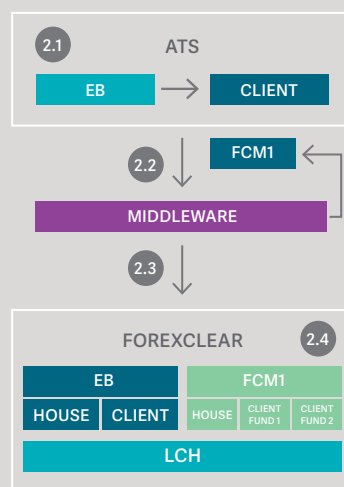 2.1
ATS
EB
CLIENT
2.2
FCM1
MIDDLEWARE
2.3
FOREXCLEAR
2.4
EB
FCM1
HOUSE
CLIENT
HOUSE
CLIENT
FUND 1
CLIENT
FUND 2
LCH